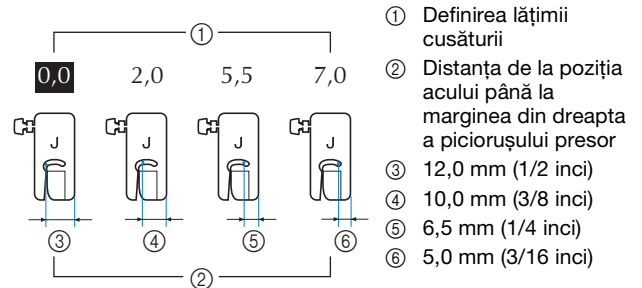 ①
0,0 2,0 5,5 7,0
J J J J
③ ④ ⑤ ⑥
②
① Definirea lățimii
cusăturii
② Distanța de la poziția
acului până la
marginea din dreapta
a piciorușului presor
③ 12,0 mm (1/2 inci)
④ 10,0 mm (3/8 inci)
⑤ 6,5 mm (1/4 inci)
⑥ 5,0 mm (3/16 inci)